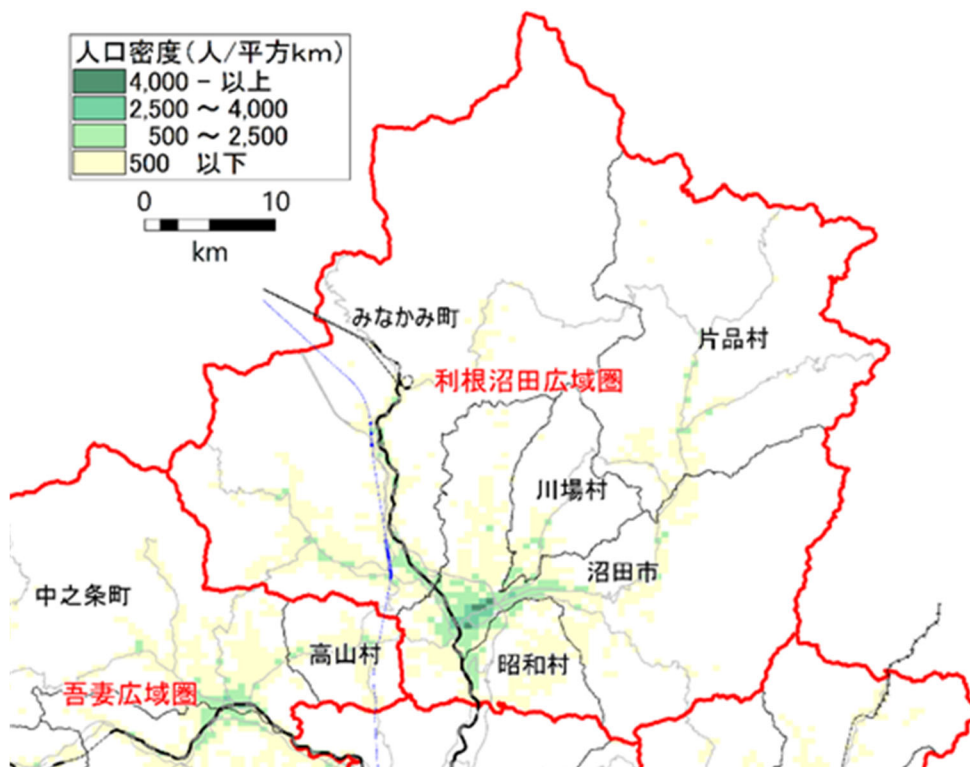 人口密度(人/平方km)
4,000 - 以上
2,500 ~ 4,000
500 ~ 2,500
500 以下
0 10
km
みなかみ町
片品村
利根沼田広域圏
川場村
沼田市
中之条町
高山村
昭和村
吾妻広域圏